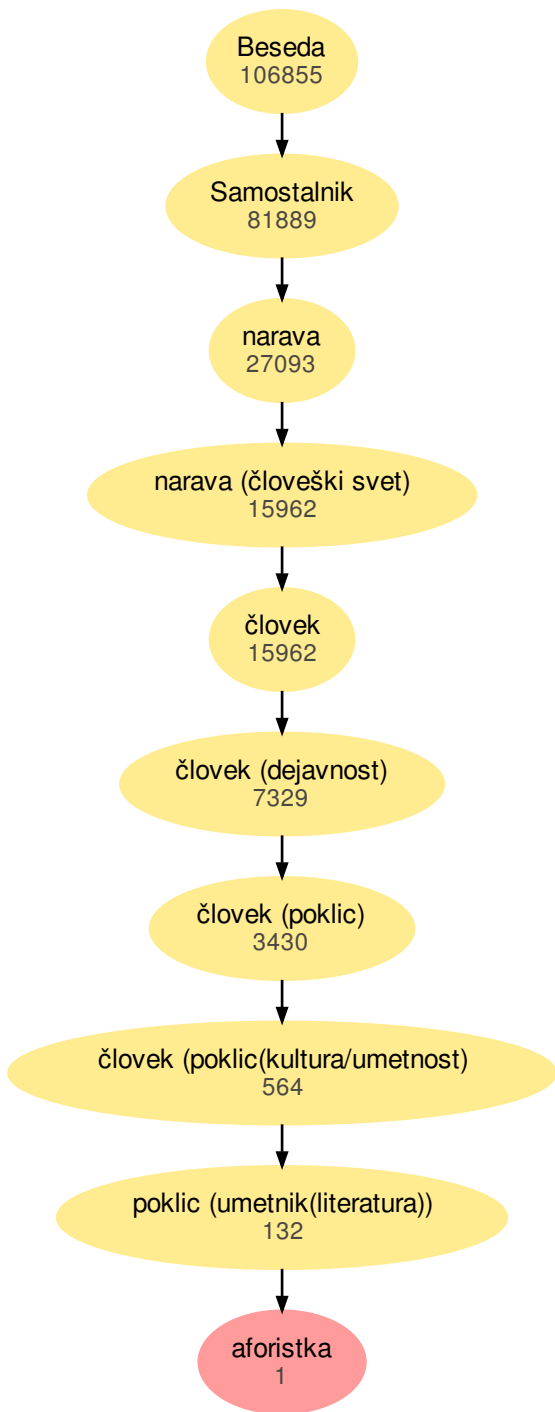 Beseda
106855
Samostalnik
81889
narava
27093
narava (človeški svet)
15962
človek
15962
človek (dejavnost)
7329
človek (poklic)
3430
človek (poklic(kultura/umetnost)
564
poklic (umetnik(literatura))
132
aforistka
1